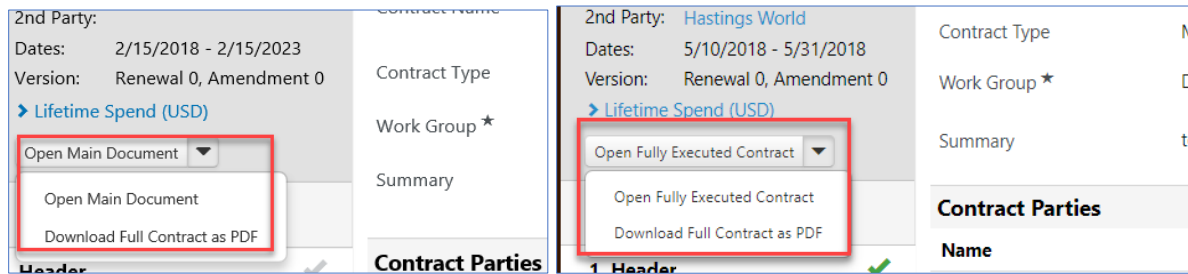 2nd Party:
Dates: 2/15/2018 - 2/15/2023
Version: Renewal 0, Amendment 0
Lifetime Spend (USD)
Open Main Document
Open Main Document
Download Full Contract as PDF
Header
Contract Name
Contract Type
Work Group ★
Summary
Contract Parties
2nd Party: Hastings World
Dates: 5/10/2018 - 5/31/2018
Version: Renewal 0, Amendment 0
Lifetime Spend (USD)
Open Fully Executed Contract
Open Fully Executed Contract
Download Full Contract as PDF
1. Header
Contract Type
Work Group ★
Summary
Contract Parties
Name